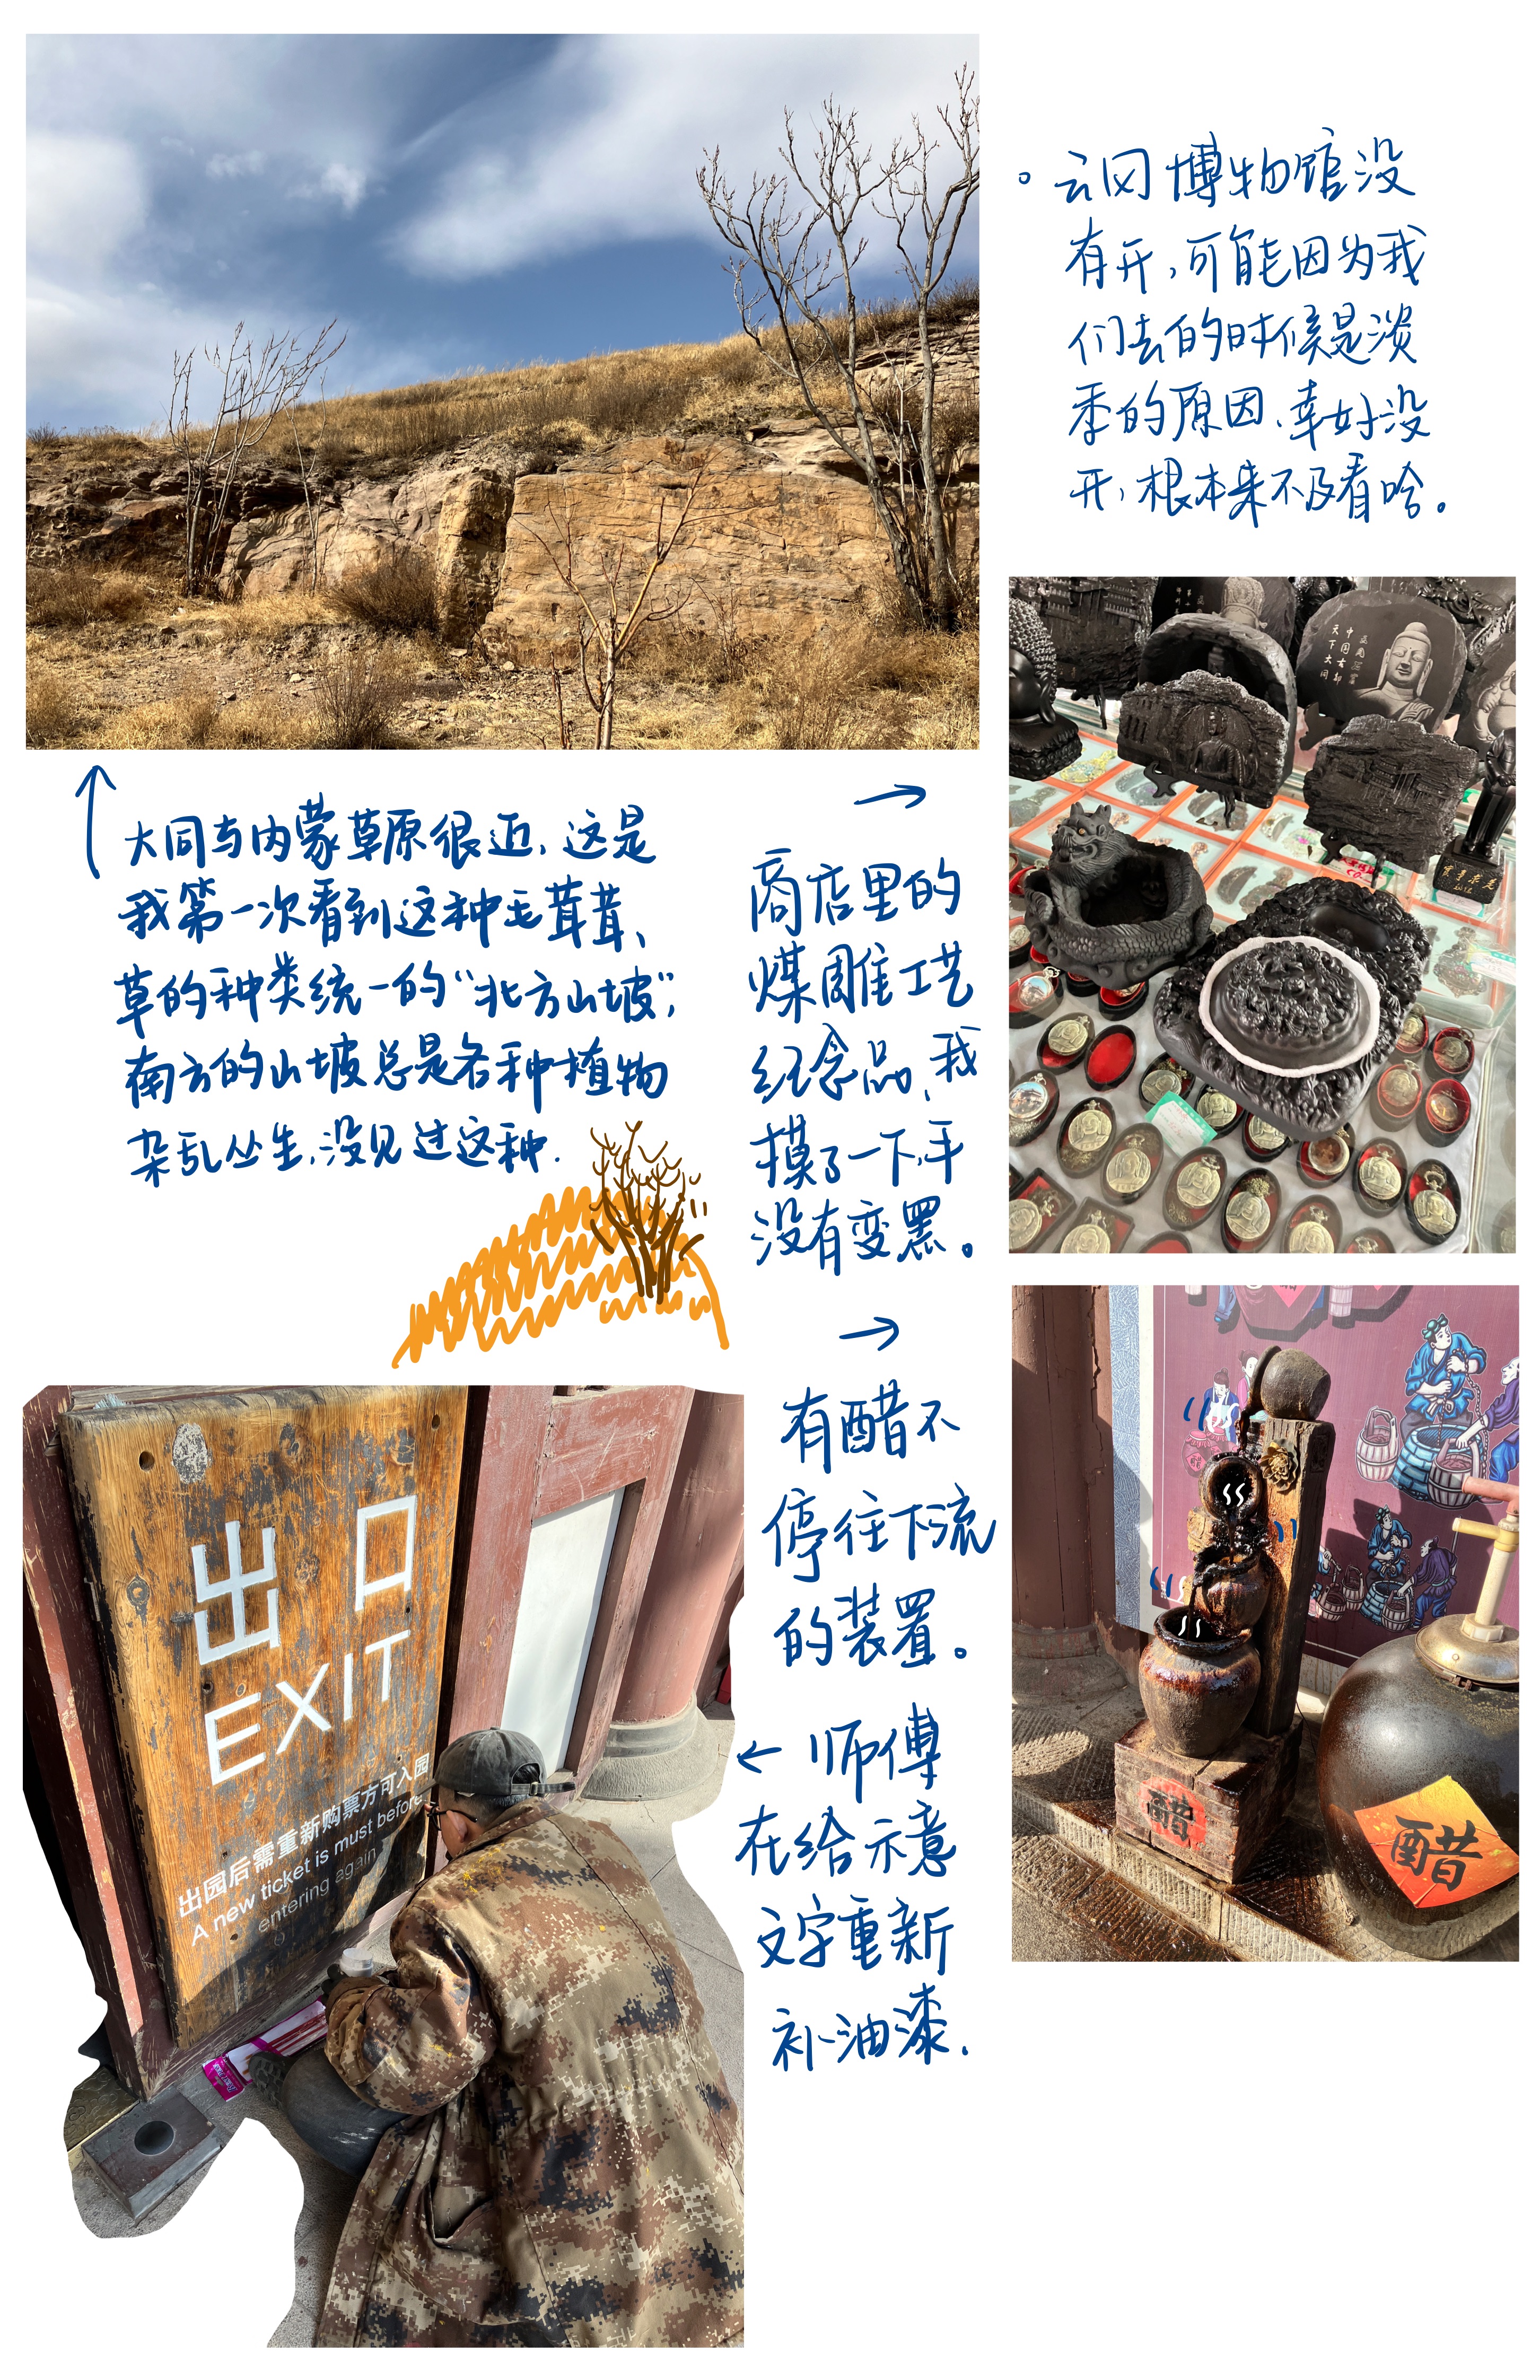 。云冈博物馆没
有开,可能因为我
们去的时候是淡
季的原因,幸好没
开,根本来不及看哈。
大同与内蒙草原很近,这是
我第一次看到这种毛茸茸、
草的种类统一的“北方山坡”,
南方的山坡总是各种植物
杂乱丛生,没见过这种.
商店里的
煤雕工艺
纪念品,我
摸了一下,手
没有变黑。
中国古都
天下大同
有醋不
停往下流
的装置。
醋
醋
师傅
在给示意
文字重新
补油漆.
出口
EXIT
出园后需重新购票方可入园
A new ticket is must before
entering again